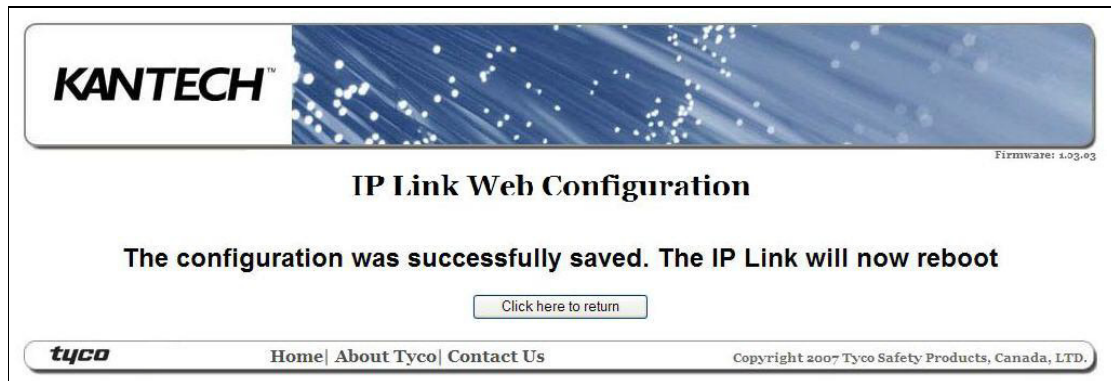 KANTECH™
Firmware: 1.03.03
IP Link Web Configuration
The configuration was successfully saved. The IP Link will now reboot
Click here to return
tyco Home| About Tyco| Contact Us Copyright 2007 Tyco Safety Products, Canada, LTD.